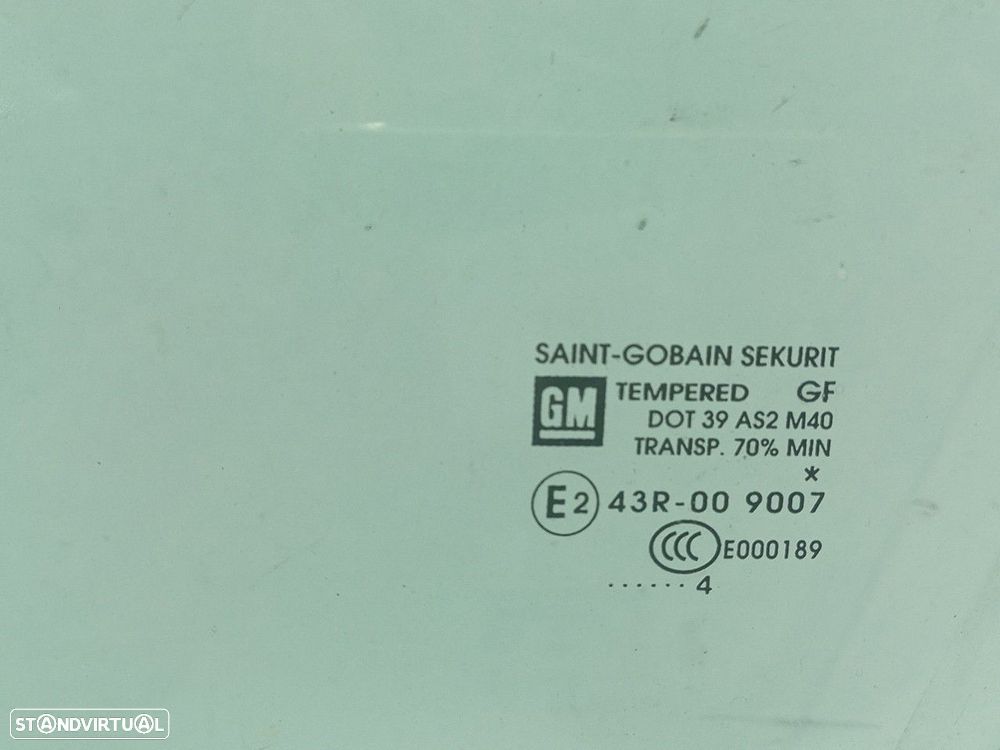 SAINT-GOBAIN SEKURIT
GM TEMPERED GF
DOT 39 AS2 M40
TRANSP. 70% MIN
*
E2 43R-00 9007
CCC E000189
. . . . . . 4
STANDVIRTUAL